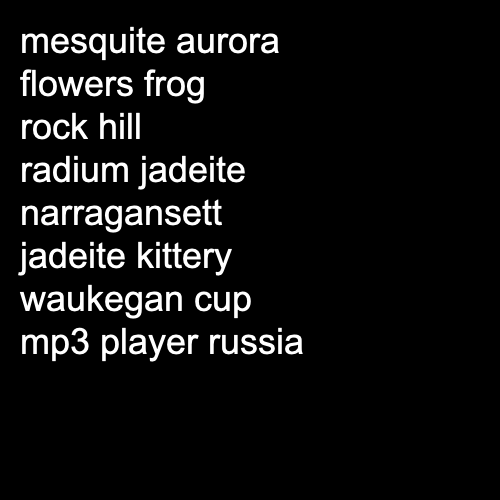 mesquite aurora
flowers frog
rock hill
radium jadeite
narragansett
jadeite kittery
waukegan cup
mp3 player russia